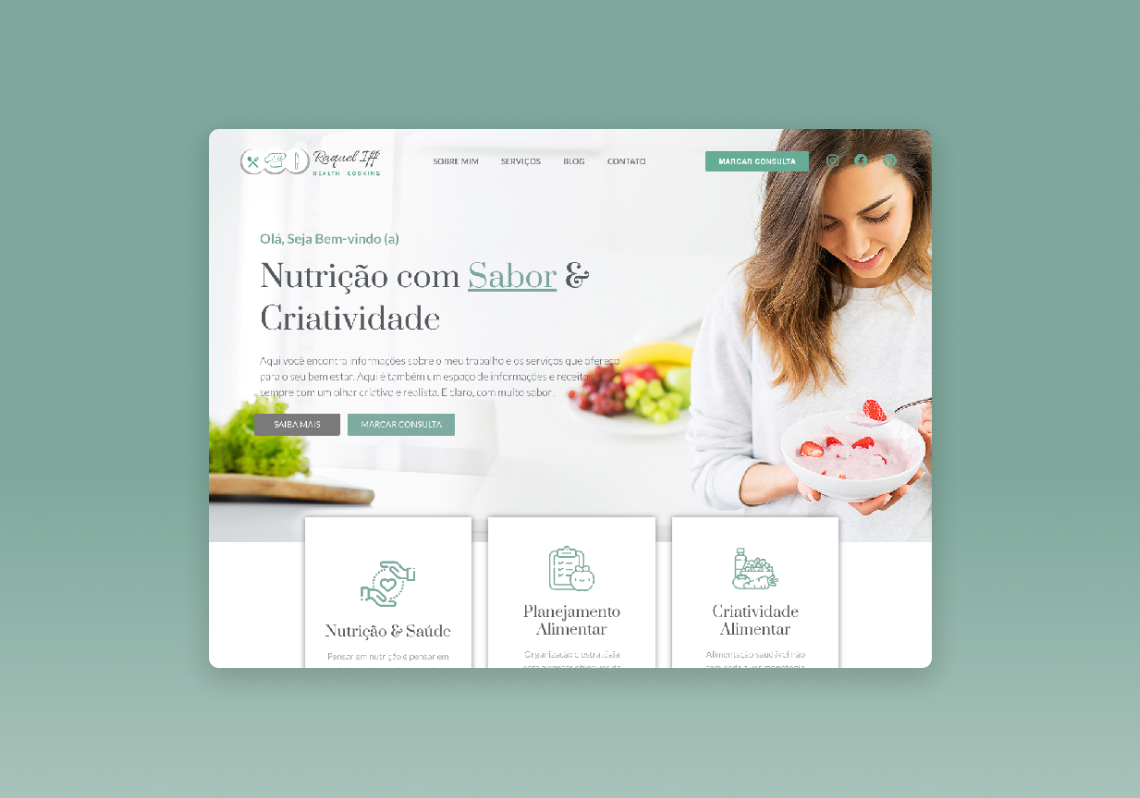 Raquel Iff
HEALTH COOKING
SOBRE MIM
SERVIÇOS
BLOG
CONTATO
MARCAR CONSULTA
Olá, Seja Bem-vindo (a)
Nutrição com Sabor &
Criatividade
Aqui você encontra informações sobre o meu trabalho e os serviços que ofereço
para o seu bem estar. Aqui é também um espaço de informações e receitas
sempre com um olhar criativo e realista. E claro, com muito sabor.
SAIBA MAIS
MARCAR CONSULTA
Nutrição & Saúde
Pensar em nutrição é pensar em
Planejamento
Alimentar
Organização e estratégia
Criatividade
Alimentar
Alimentação saudável não